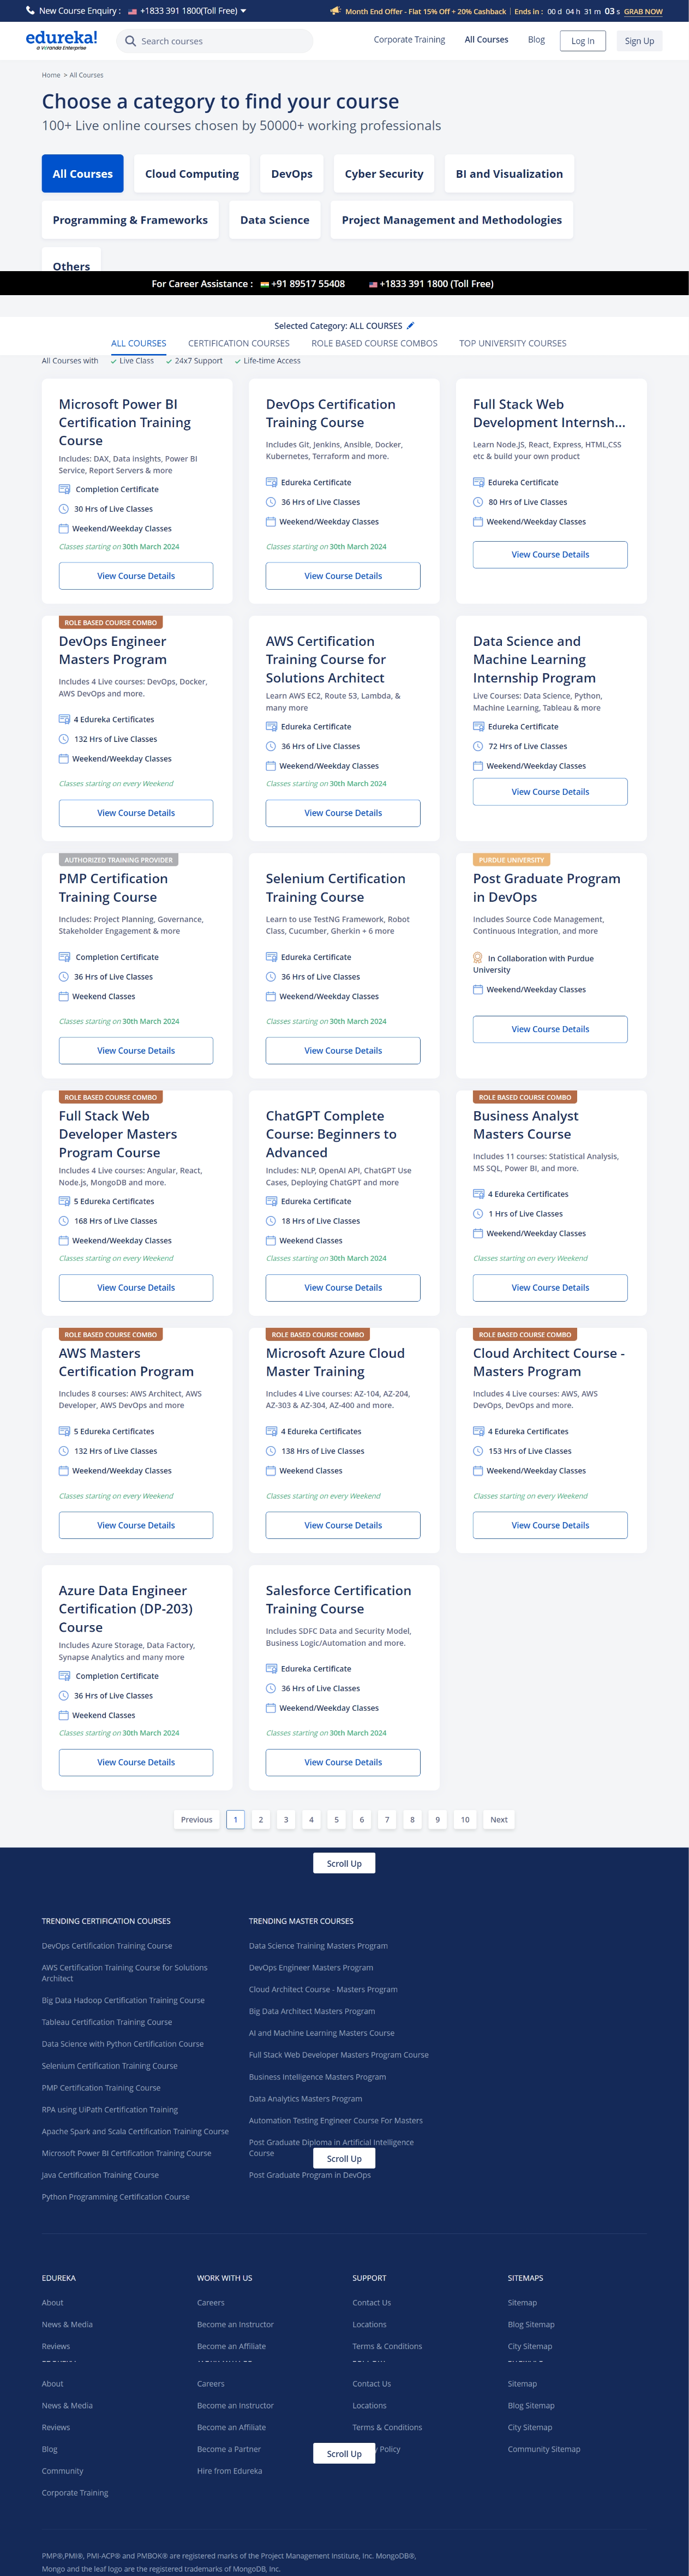 New Course Enquiry : +1833 391 1800(Toll Free)
Month End Offer - Flat 15% Off + 20% Cashback | Ends in : 00 d 04 h 31 m 03 s GRAB NOW
edureka!
a Veranda Enterprise
Search courses
Corporate Training
All Courses
Blog
Log In
Sign Up
Home > All Courses
Choose a category to find your course
100+ Live online courses chosen by 50000+ working professionals
All Courses
Cloud Computing
DevOps
Cyber Security
BI and Visualization
Programming & Frameworks
Data Science
Project Management and Methodologies
Others
For Career Assistance : +91 89517 55408 +1833 391 1800 (Toll Free)
Selected Category: ALL COURSES
ALL COURSES
CERTIFICATION COURSES
ROLE BASED COURSE COMBOS
TOP UNIVERSITY COURSES
All Courses with Live Class 24x7 Support Life-time Access
Microsoft Power BI
Certification Training
Course
Includes: DAX, Data insights, Power BI
Service, Report Servers & more
Completion Certificate
30 Hrs of Live Classes
Weekend/Weekday Classes
Classes starting on 30th March 2024
View Course Details
DevOps Certification
Training Course
Includes Git, Jenkins, Ansible, Docker,
Kubernetes, Terraform and more.
Edureka Certificate
36 Hrs of Live Classes
Weekend/Weekday Classes
Classes starting on 30th March 2024
View Course Details
Full Stack Web
Development Internsh...
Learn Node.JS, React, Express, HTML,CSS
etc & build your own product
Edureka Certificate
80 Hrs of Live Classes
Weekend/Weekday Classes
View Course Details
ROLE BASED COURSE COMBO
DevOps Engineer
Masters Program
Includes 4 Live courses: DevOps, Docker,
AWS DevOps and more.
4 Edureka Certificates
132 Hrs of Live Classes
Weekend/Weekday Classes
Classes starting on every Weekend
View Course Details
AWS Certification
Training Course for
Solutions Architect
Learn AWS EC2, Route 53, Lambda, &
many more
Edureka Certificate
36 Hrs of Live Classes
Weekend/Weekday Classes
Classes starting on 30th March 2024
View Course Details
Data Science and
Machine Learning
Internship Program
Live Courses: Data Science, Python,
Machine Learning, Tableau & more
Edureka Certificate
72 Hrs of Live Classes
Weekend/Weekday Classes
View Course Details
AUTHORIZED TRAINING PROVIDER
PMP Certification
Training Course
Includes: Project Planning, Governance,
Stakeholder Engagement & more
Completion Certificate
36 Hrs of Live Classes
Weekend Classes
Classes starting on 30th March 2024
View Course Details
Selenium Certification
Training Course
Learn to use TestNG Framework, Robot
Class, Cucumber, Gherkin + 6 more
Edureka Certificate
36 Hrs of Live Classes
Weekend/Weekday Classes
Classes starting on 30th March 2024
View Course Details
PURDUE UNIVERSITY
Post Graduate Program
in DevOps
Includes Source Code Management,
Continuous Integration, and more
In Collaboration with Purdue
University
Weekend/Weekday Classes
View Course Details
ROLE BASED COURSE COMBO
Full Stack Web
Developer Masters
Program Course
Includes 4 Live courses: Angular, React,
Node.js, MongoDB and more.
5 Edureka Certificates
168 Hrs of Live Classes
Weekend/Weekday Classes
Classes starting on every Weekend
View Course Details
ChatGPT Complete
Course: Beginners to
Advanced
Includes: NLP, OpenAI API, ChatGPT Use
Cases, Deploying ChatGPT and more
Edureka Certificate
18 Hrs of Live Classes
Weekend Classes
Classes starting on 30th March 2024
View Course Details
ROLE BASED COURSE COMBO
Business Analyst
Masters Course
Includes 11 courses: Statistical Analysis,
MS SQL, Power BI, and more.
4 Edureka Certificates
1 Hrs of Live Classes
Weekend/Weekday Classes
Classes starting on every Weekend
View Course Details
ROLE BASED COURSE COMBO
AWS Masters
Certification Program
Includes 8 courses: AWS Architect, AWS
Developer, AWS DevOps and more
5 Edureka Certificates
132 Hrs of Live Classes
Weekend/Weekday Classes
Classes starting on every Weekend
View Course Details
ROLE BASED COURSE COMBO
Microsoft Azure Cloud
Master Training
Includes 4 Live courses: AZ-104, AZ-204,
AZ-303 & AZ-304, AZ-400 and more.
4 Edureka Certificates
138 Hrs of Live Classes
Weekend Classes
Classes starting on every Weekend
View Course Details
ROLE BASED COURSE COMBO
Cloud Architect Course -
Masters Program
Includes 4 Live courses: AWS, AWS
DevOps, DevOps and more.
4 Edureka Certificates
153 Hrs of Live Classes
Weekend/Weekday Classes
Classes starting on every Weekend
View Course Details
Azure Data Engineer
Certification (DP-203)
Course
Includes Azure Storage, Data Factory,
Synapse Analytics and many more
Completion Certificate
36 Hrs of Live Classes
Weekend Classes
Classes starting on 30th March 2024
View Course Details
Salesforce Certification
Training Course
Includes SDFC Data and Security Model,
Business Logic/Automation and more.
Edureka Certificate
36 Hrs of Live Classes
Weekend/Weekday Classes
Classes starting on 30th March 2024
View Course Details
Previous 1 2 3 4 5 6 7 8 9 10 Next
Scroll Up
TRENDING CERTIFICATION COURSES
DevOps Certification Training Course
AWS Certification Training Course for Solutions
Architect
Big Data Hadoop Certification Training Course
Tableau Certification Training Course
Data Science with Python Certification Course
Selenium Certification Training Course
PMP Certification Training Course
RPA using UiPath Certification Training
Apache Spark and Scala Certification Training Course
Microsoft Power BI Certification Training Course
Java Certification Training Course
Python Programming Certification Course
TRENDING MASTER COURSES
Data Science Training Masters Program
DevOps Engineer Masters Program
Cloud Architect Course - Masters Program
Big Data Architect Masters Program
AI and Machine Learning Masters Course
Full Stack Web Developer Masters Program Course
Business Intelligence Masters Program
Data Analytics Masters Program
Automation Testing Engineer Course For Masters
Post Graduate Diploma in Artificial Intelligence
Course
Scroll Up
Post Graduate Program in DevOps
EDUREKA
About
News & Media
Reviews
WORK WITH US
Careers
Become an Instructor
Become an Affiliate
SUPPORT
Contact Us
Locations
Terms & Conditions
SITEMAPS
Sitemap
Blog Sitemap
City Sitemap
About
News & Media
Reviews
Blog
Community
Corporate Training
Careers
Become an Instructor
Become an Affiliate
Become a Partner
Hire from Edureka
Contact Us
Locations
Terms & Conditions
Scroll Up
Policy
Sitemap
Blog Sitemap
City Sitemap
Community Sitemap
PMP®,PMI®, PMI-ACP® and PMBOK® are registered marks of the Project Management Institute, Inc. MongoDB®,
Mongo and the leaf logo are the registered trademarks of MongoDB, Inc.